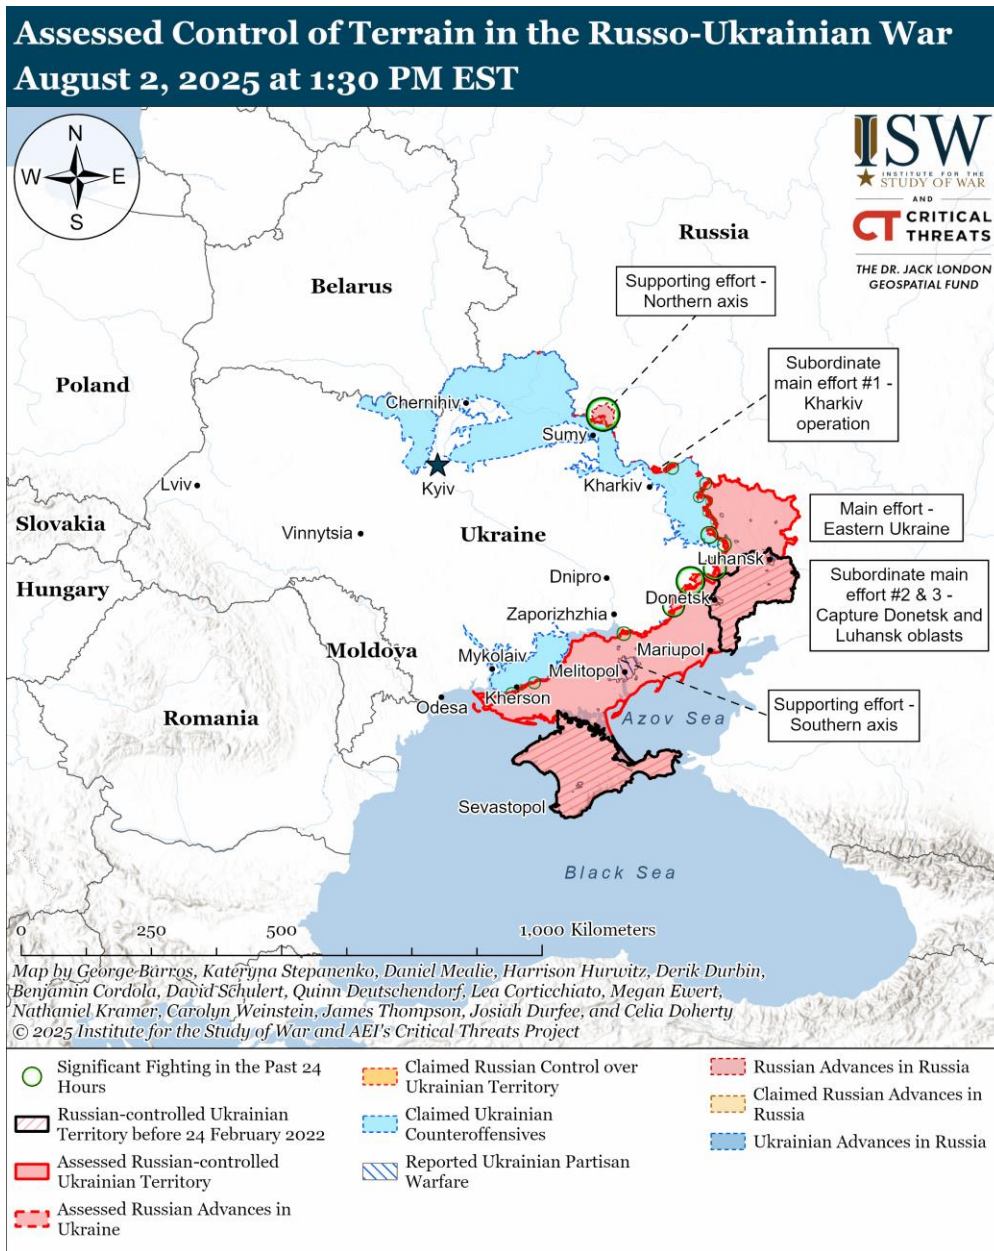 Assessed Control of Terrain in the Russo-Ukrainian War
August 2, 2025 at 1:30 PM EST
N
W
E
S
ISW
INSTITUTE FOR THE
STUDY OF WAR
AND
CT CRITICAL
THREATS
THE DR. JACK LONDON
GEOSPATIAL FUND
Russia
Belarus
Supporting effort -
Northern axis
Poland
Subordinate
main effort #1 -
Kharkiv
operation
Chernihiv
Sumy
Kyiv
Lviv
Kharkiv
Slovakia
Vinnytsia
Ukraine
Main effort -
Eastern Ukraine
Hungary
Luhansk
Dnipro
Donetsk
Subordinate main
effort #2 & 3 -
Capture Donetsk and
Luhansk oblasts
Zaporizhzhia
Moldova
Mykolaiv
Mariupol
Melitopol
Kherson
Odesa
Romania
Azov Sea
Supporting effort -
Southern axis
Sevastopol
Black Sea
0
250
500
1,000 Kilometers
Map by George Barros, Kateryna Stepanenko, Daniel Mealie, Harrison Hurwitz, Derik Durbin,
Benjamin Cordola, David Schulert, Quinn Deutschendorf, Lea Corticchiato, Megan Ewert,
Nathaniel Kramer, Carolyn Weinstein, James Thompson, Josiah Durfee, and Celia Doherty
© 2025 Institute for the Study of War and AEI's Critical Threats Project
Significant Fighting in the Past 24
Hours
Russian-controlled Ukrainian
Territory before 24 February 2022
Assessed Russian-controlled
Ukrainian Territory
Assessed Russian Advances in
Ukraine
Claimed Russian Control over
Ukrainian Territory
Claimed Ukrainian
Counteroffensives
Reported Ukrainian Partisan
Warfare
Russian Advances in Russia
Claimed Russian Advances in
Russia
Ukrainian Advances in Russia